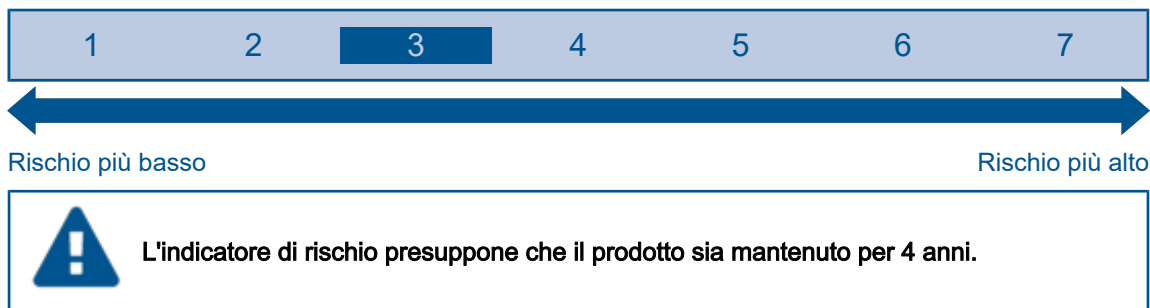 1 2 3 4 5 6 7
Rischio più basso Rischio più alto
L'indicatore di rischio presuppone che il prodotto sia mantenuto per 4 anni.